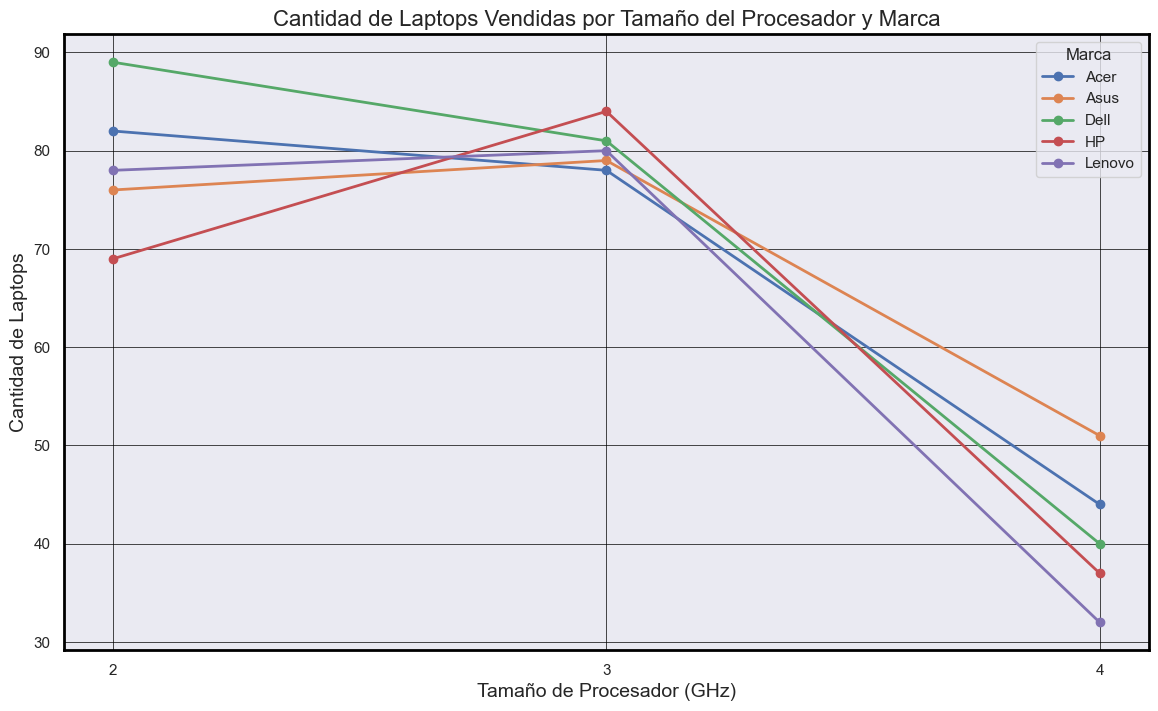 Cantidad de Laptops Vendidas por Tamaño del Procesador y Marca
Marca
Acer
Asus
Dell
HP
Lenovo
Cantidad de Laptops
90
80
70
60
50
40
30
2
3
4
Tamaño de Procesador (GHz)